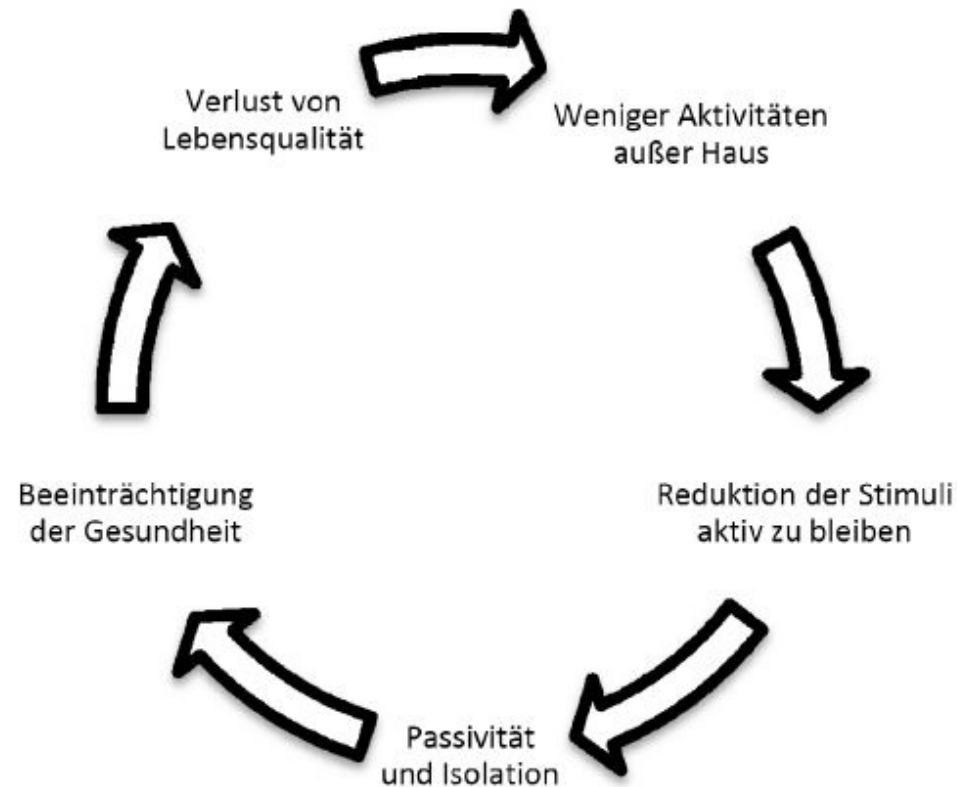 Verlust von
Lebensqualität
Weniger Aktivitäten
außer Haus
Reduktion der Stimuli
aktiv zu bleiben
Passivität
und Isolation
Beeinträchtigung
der Gesundheit